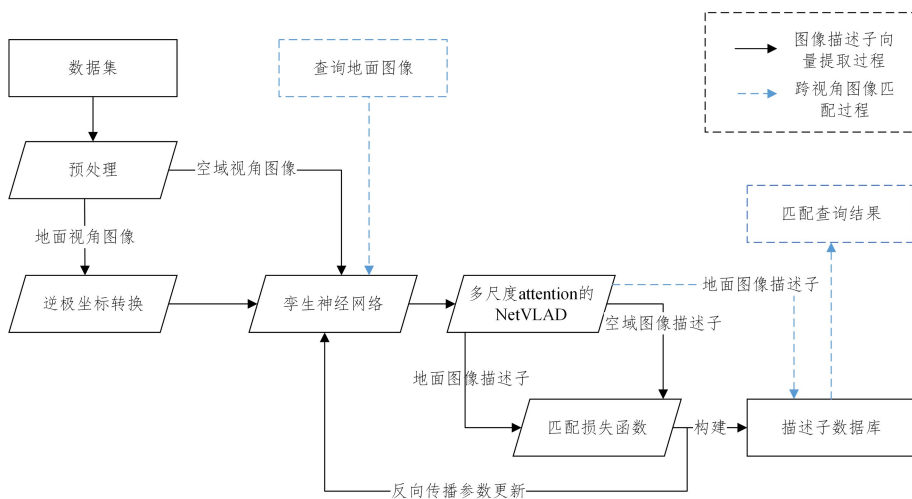 数据集
查询地面图像
图像描述子向
量提取过程
跨视角图像匹
配过程
预处理
空域视角图像
地面视角图像
匹配查询结果
逆极坐标转换
孪生神经网络
多尺度attention的
NetVLAD
地面图像描述子
空域图像描述子
地面图像描述子
匹配损失函数
构建
描述子数据库
反向传播参数更新